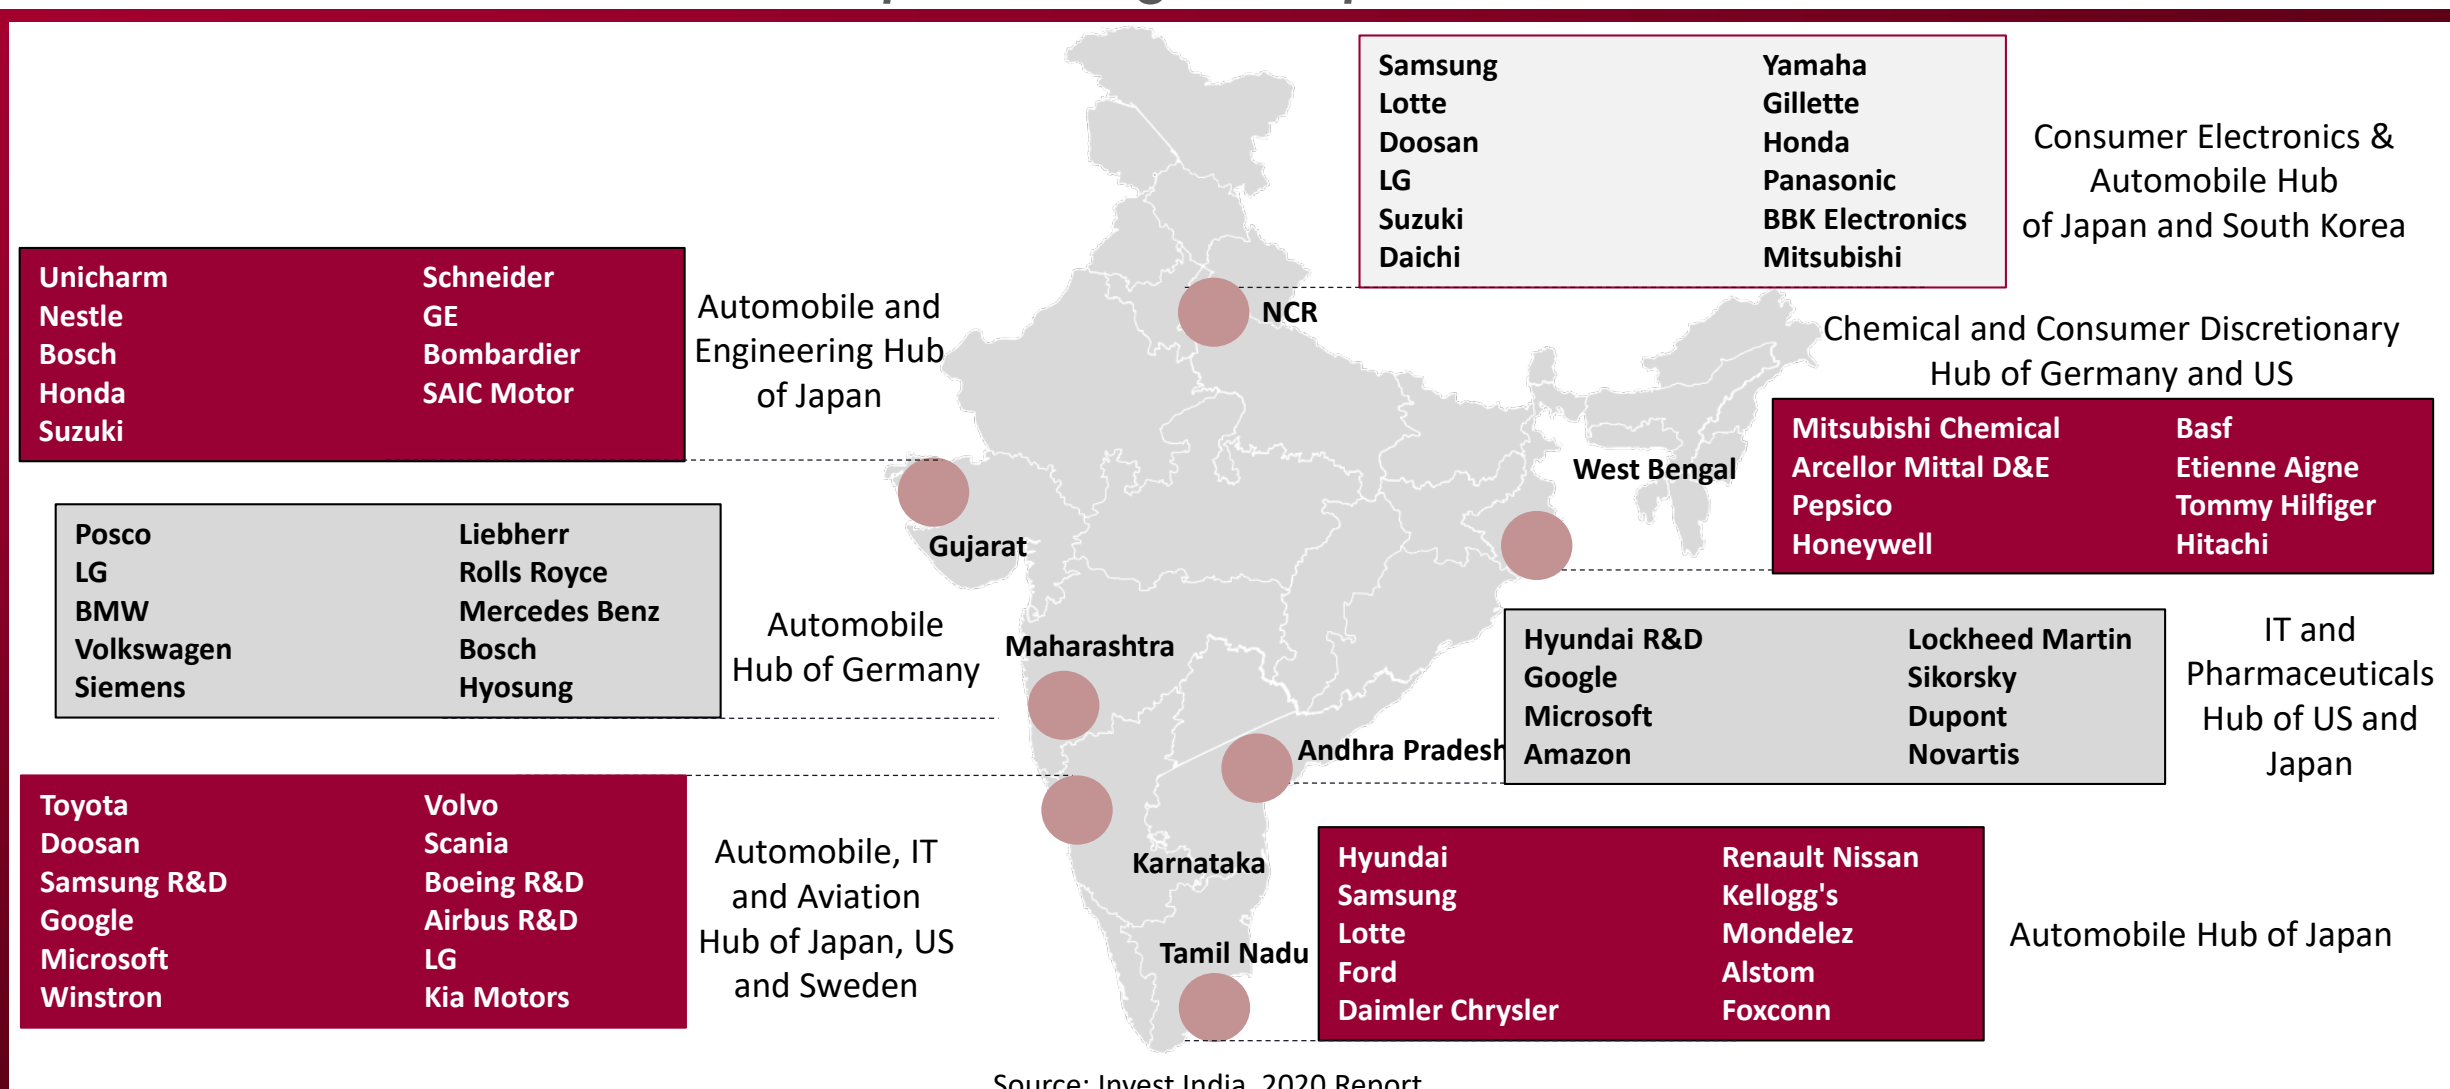 Samsung
Lotte
Doosan
LG
Suzuki
Daichi
Yamaha
Gillette
Honda
Panasonic
BBK Electronics
Mitsubishi
Consumer Electronics &
Automobile Hub
of Japan and South Korea
NCR
Unicharm
Nestle
Bosch
Honda
Suzuki
Schneider
GE
Bombardier
SAIC Motor
Automobile and
Engineering Hub
of Japan
Gujarat
Chemical and Consumer Discretionary
Hub of Germany and US
Mitsubishi Chemical
Arcellor Mittal D&E
Pepsico
Honeywell
Basf
Etienne Aigne
Tommy Hilfiger
Hitachi
West Bengal
Posco
LG
BMW
Volkswagen
Siemens
Liebherr
Rolls Royce
Mercedes Benz
Bosch
Hyosung
Automobile
Hub of Germany
Maharashtra
Hyundai R&D
Google
Microsoft
Amazon
Lockheed Martin
Sikorsky
Dupont
Novartis
IT and
Pharmaceuticals
Hub of US and
Japan
Andhra Pradesh
Toyota
Doosan
Samsung R&D
Google
Microsoft
Winstron
Volvo
Scania
Boeing R&D
Airbus R&D
LG
Kia Motors
Automobile, IT
and Aviation
Hub of Japan, US
and Sweden
Karnataka
Hyundai
Samsung
Lotte
Ford
Daimler Chrysler
Renault Nissan
Kellogg's
Mondelez
Alstom
Foxconn
Automobile Hub of Japan
Tamil Nadu
Source: Invest India, 2020 Report